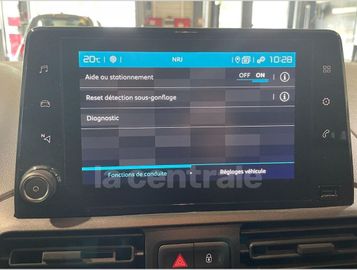 20°C NRJ 10:28
Aide au stationnement OFF ON
Reset détection sous-gonflage
Diagnostic
la centrale
Fonctions de conduite Réglages véhicule